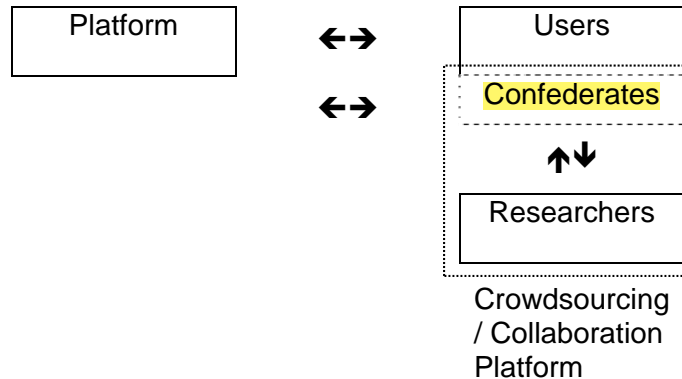 Platform
Users
Confederates
Researchers
Crowdsourcing
/ Collaboration
Platform